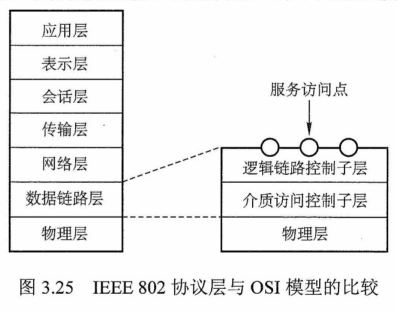 应用层
表示层
会话层
传输层
网络层
数据链路层
物理层
服务访问点
逻辑链路控制子层
介质访问控制子层
物理层
图 3.25 IEEE 802 协议层与 OSI 模型的比较